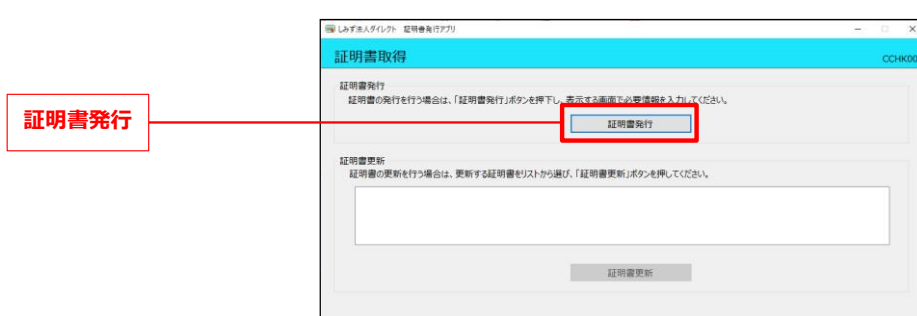 しみず法人ダイレクト 証明書発行アプリ
証明書取得
CCHK00
証明書発行
証明書の発行を行う場合は、「証明書発行」ボタンを押下し、表示する画面で必要情報を入力してください。
証明書発行
証明書発行
証明書更新
証明書の更新を行う場合は、更新する証明書をリストから選び、「証明書更新」ボタンを押してください。
証明書更新